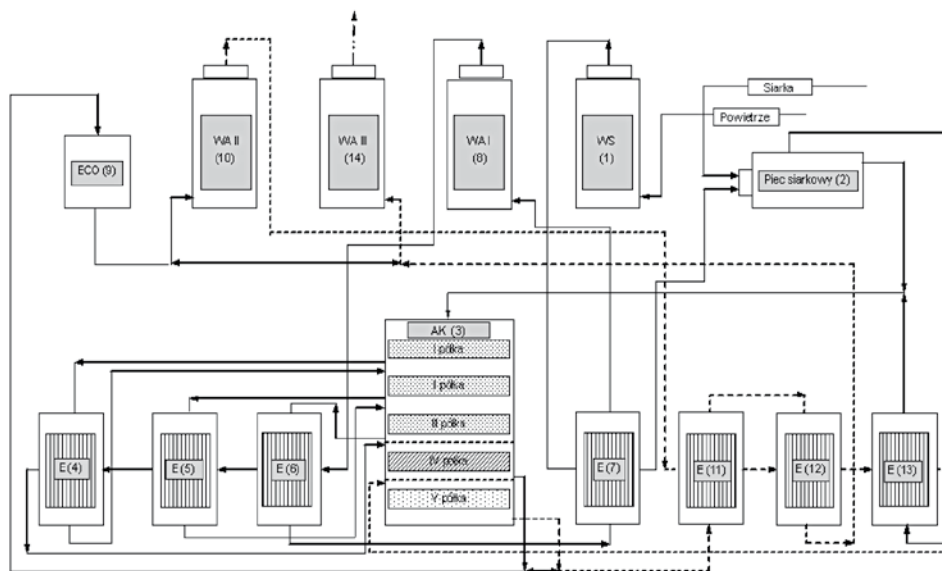 Siarka
Powietrze
WA II
(10)
WA III
(14)
WA I
(8)
WS
(1)
ECO (9)
Piec siarkowy (2)
AK (3)
I półka
I półka
III półka
IV półka
V półka
E (4)
E (5)
E (6)
E (7)
E (11)
E (12)
E (13)